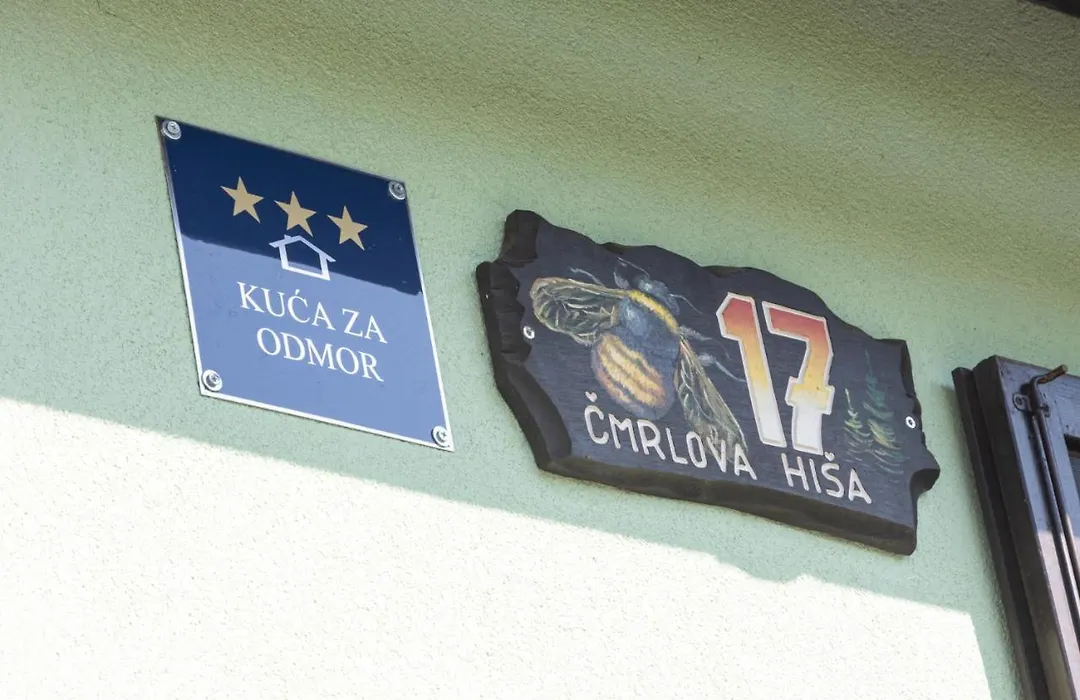 KUĆA ZA
ODMOR
17
ČMRLOVA HIŠA